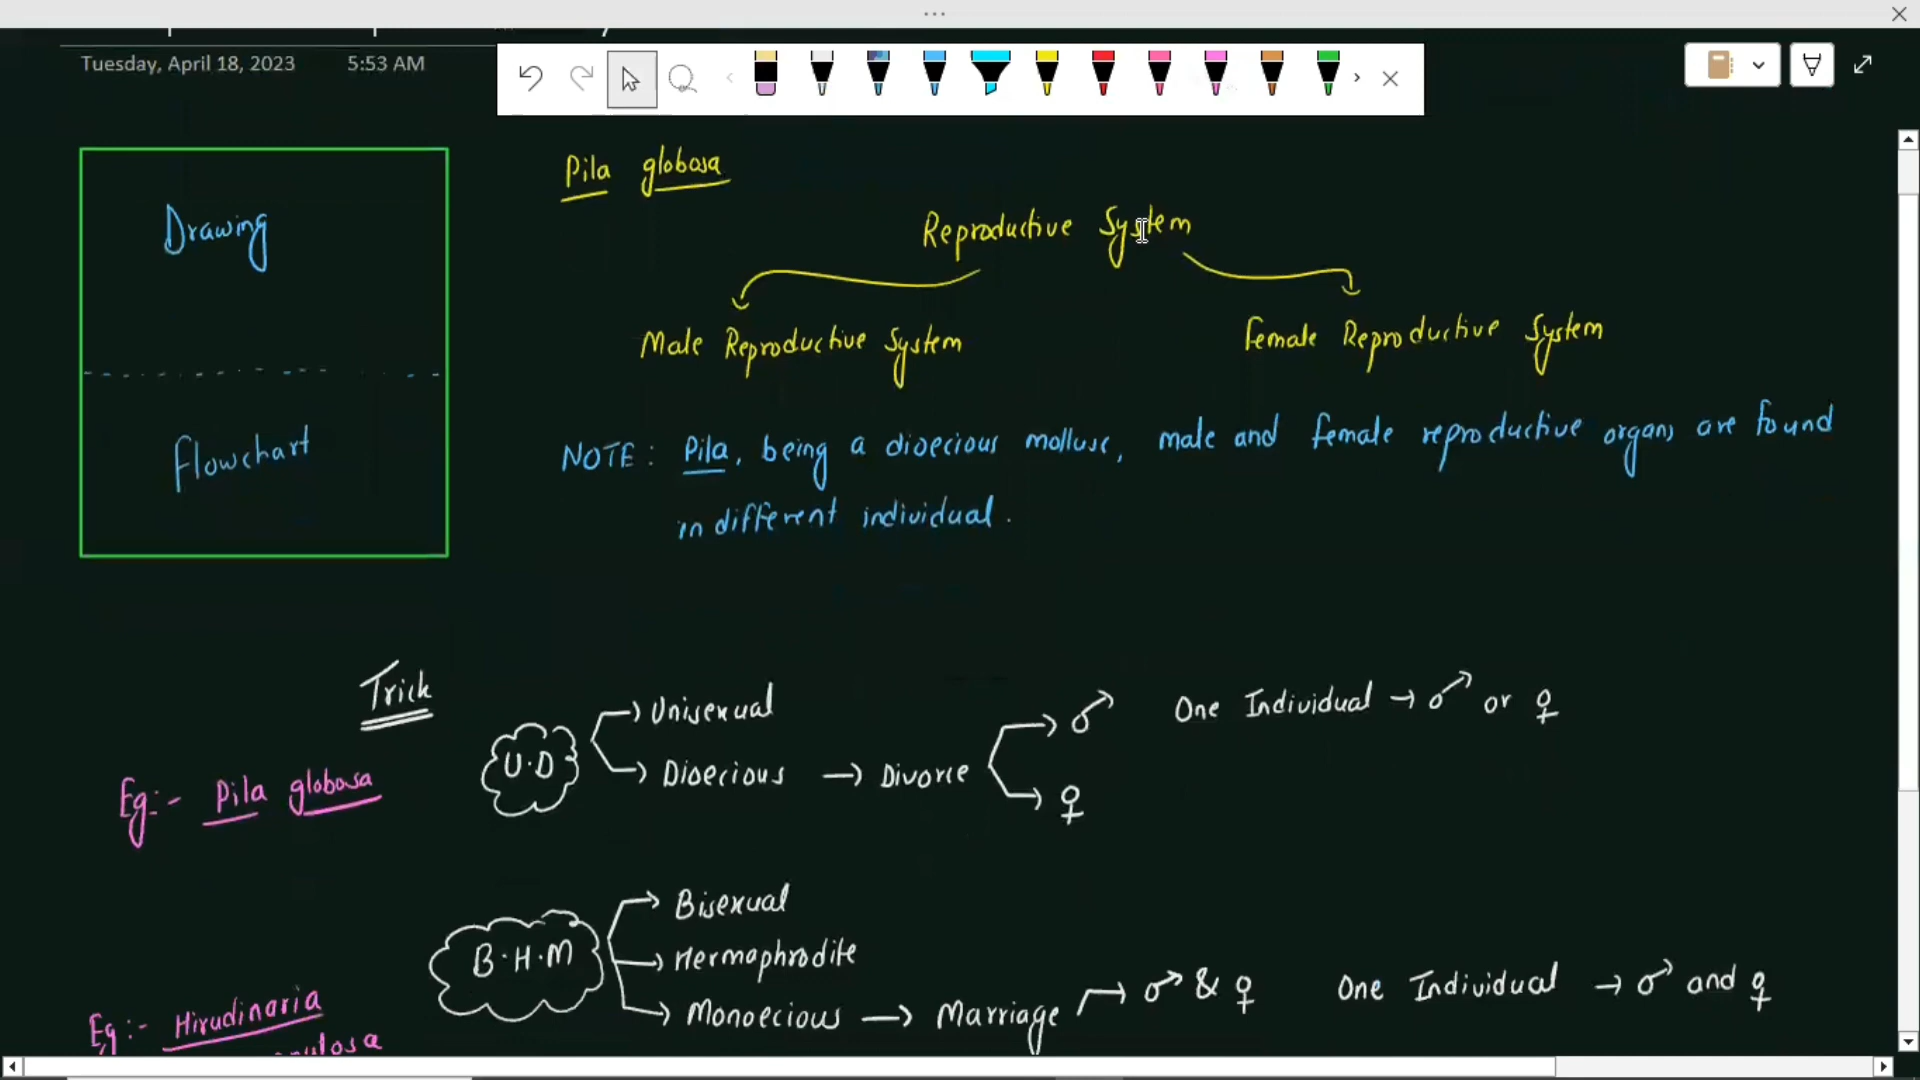 Tuesday, April 18, 2023 5:53 AM
Pila globosa
Reproductive System
Male Reproductive System
Female Reproductive System
Drawing
Flowchart
NOTE: Pila, being a dioecious mollusc, male and female reproductive organs are found
in different individual.
Trick
U.D
Unisexual
Dioecious → Divorce
♂
♀
One Individual → ♂ or ♀
Eg:- Pila globosa
B.H.M
Bisexual
Hermaphrodite
Monoecious → Marriage → ♂ & ♀
One Individual → ♂ and ♀
Eg:- Hirudinaria